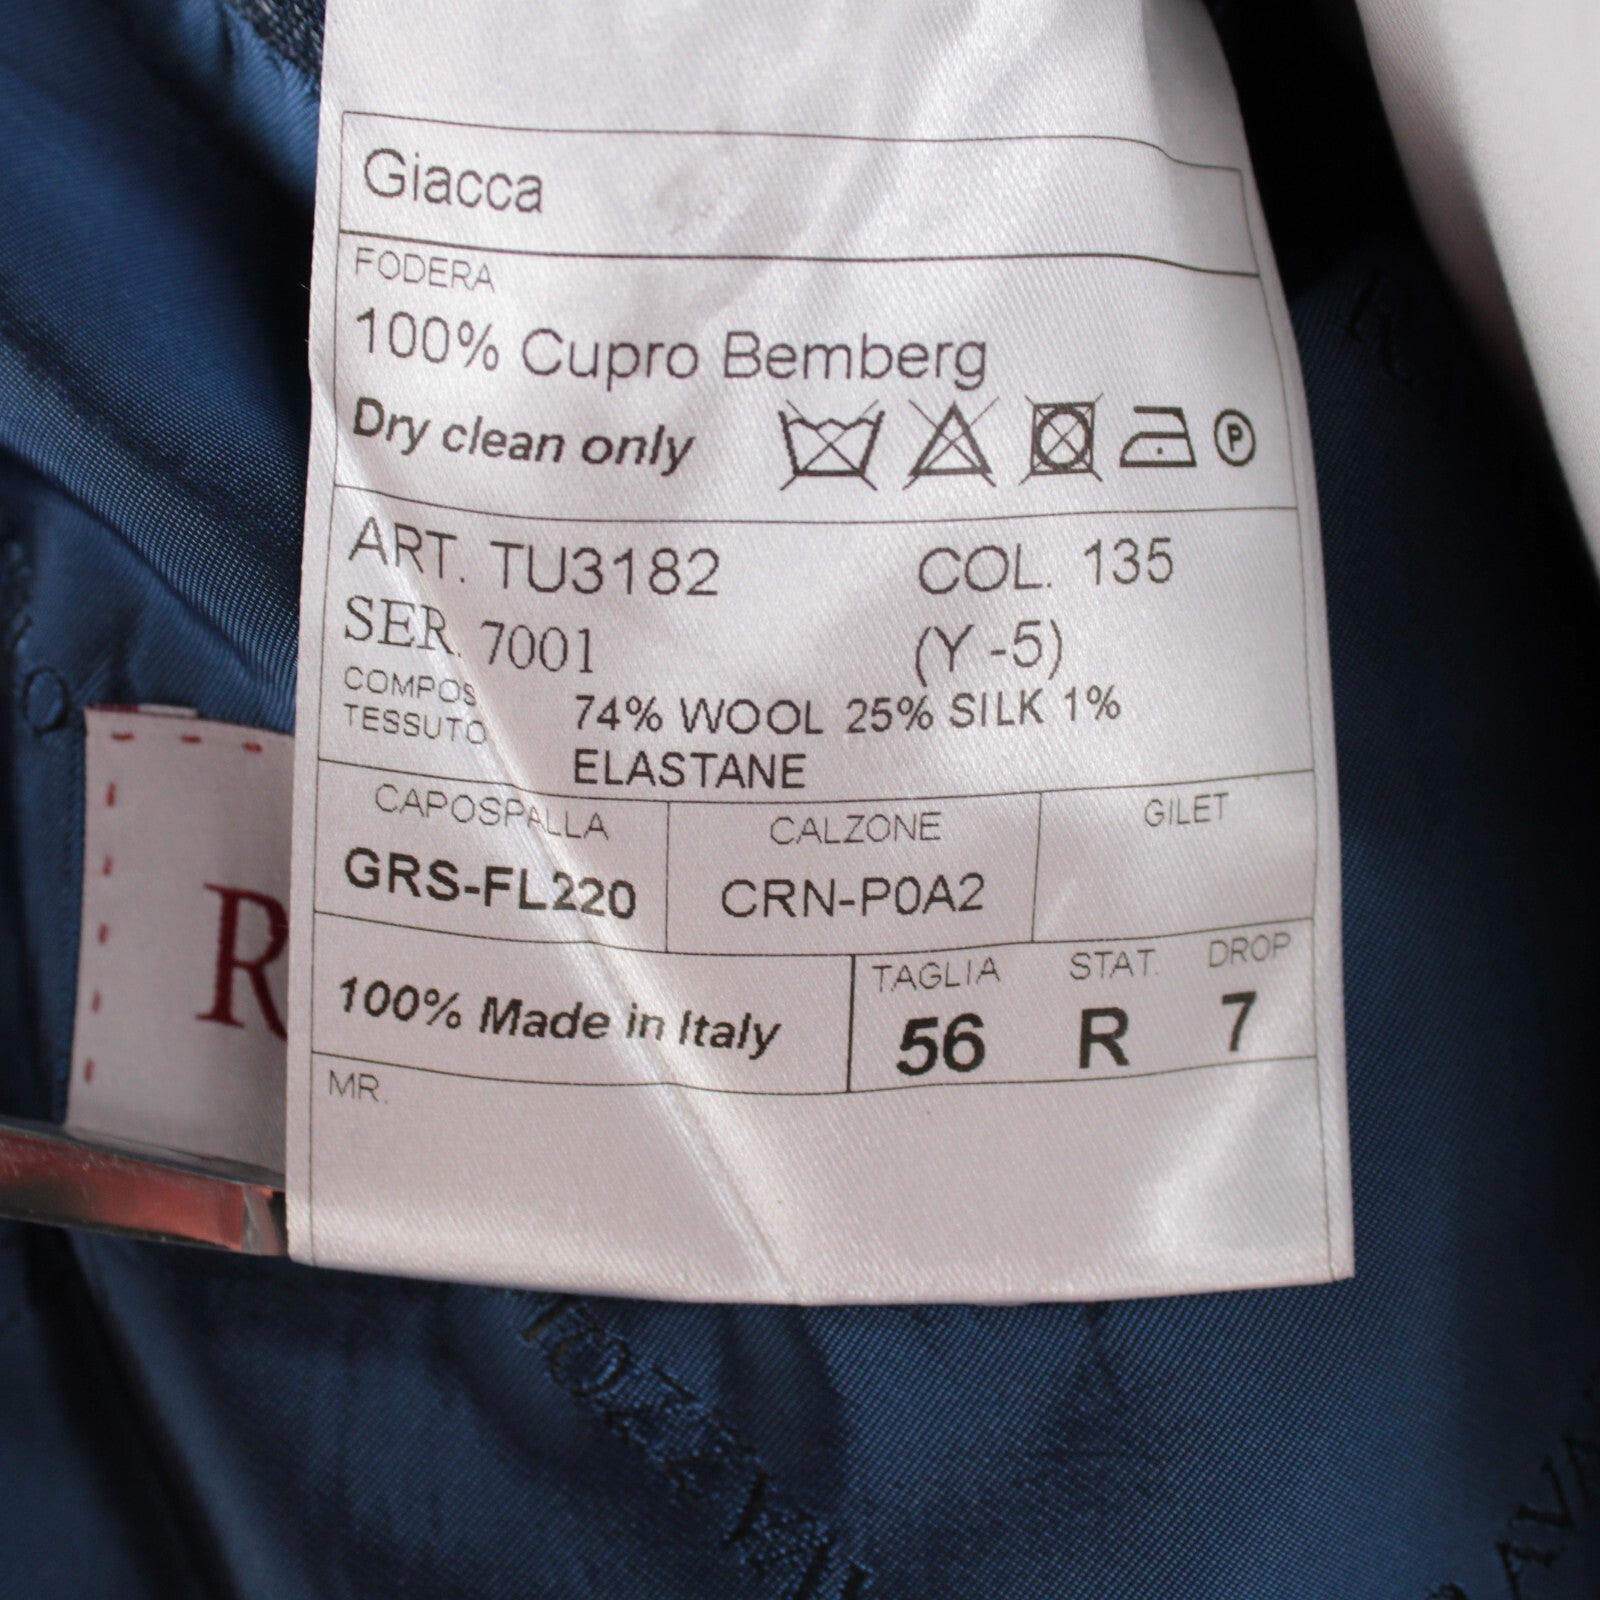 Giacca
FODERA
100% Cupro Bemberg
Dry clean only P
ART. TU3182 COL. 135
SER. 7001 (Y -5)
COMPOS
TESSUTO
74% WOOL 25% SILK 1%
ELASTANE
CAPOSPALLA CALZONE GILET
GRS-FL220 CRN-P0A2
100% Made in Italy
TAGLIA STAT. DROP
56 R 7
MR.
R